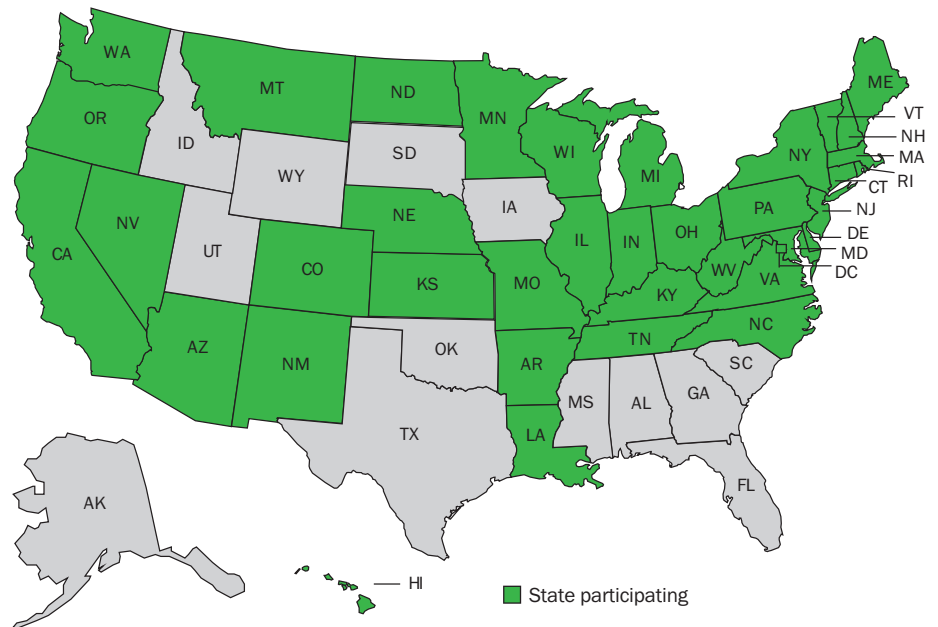 WA
MT
ND
MN
ME
VT
OR
NH
ID
SD
WI
NY
MA
WY
MI
RI
CT
IA
PA
NJ
NV
NE
IL
IN
OH
DE
MD
CA
UT
CO
DC
WV
VA
KS
MO
KY
NC
TN
AZ
OK
AR
NM
SC
MS
AL
GA
TX
LA
FL
AK
HI
State participating